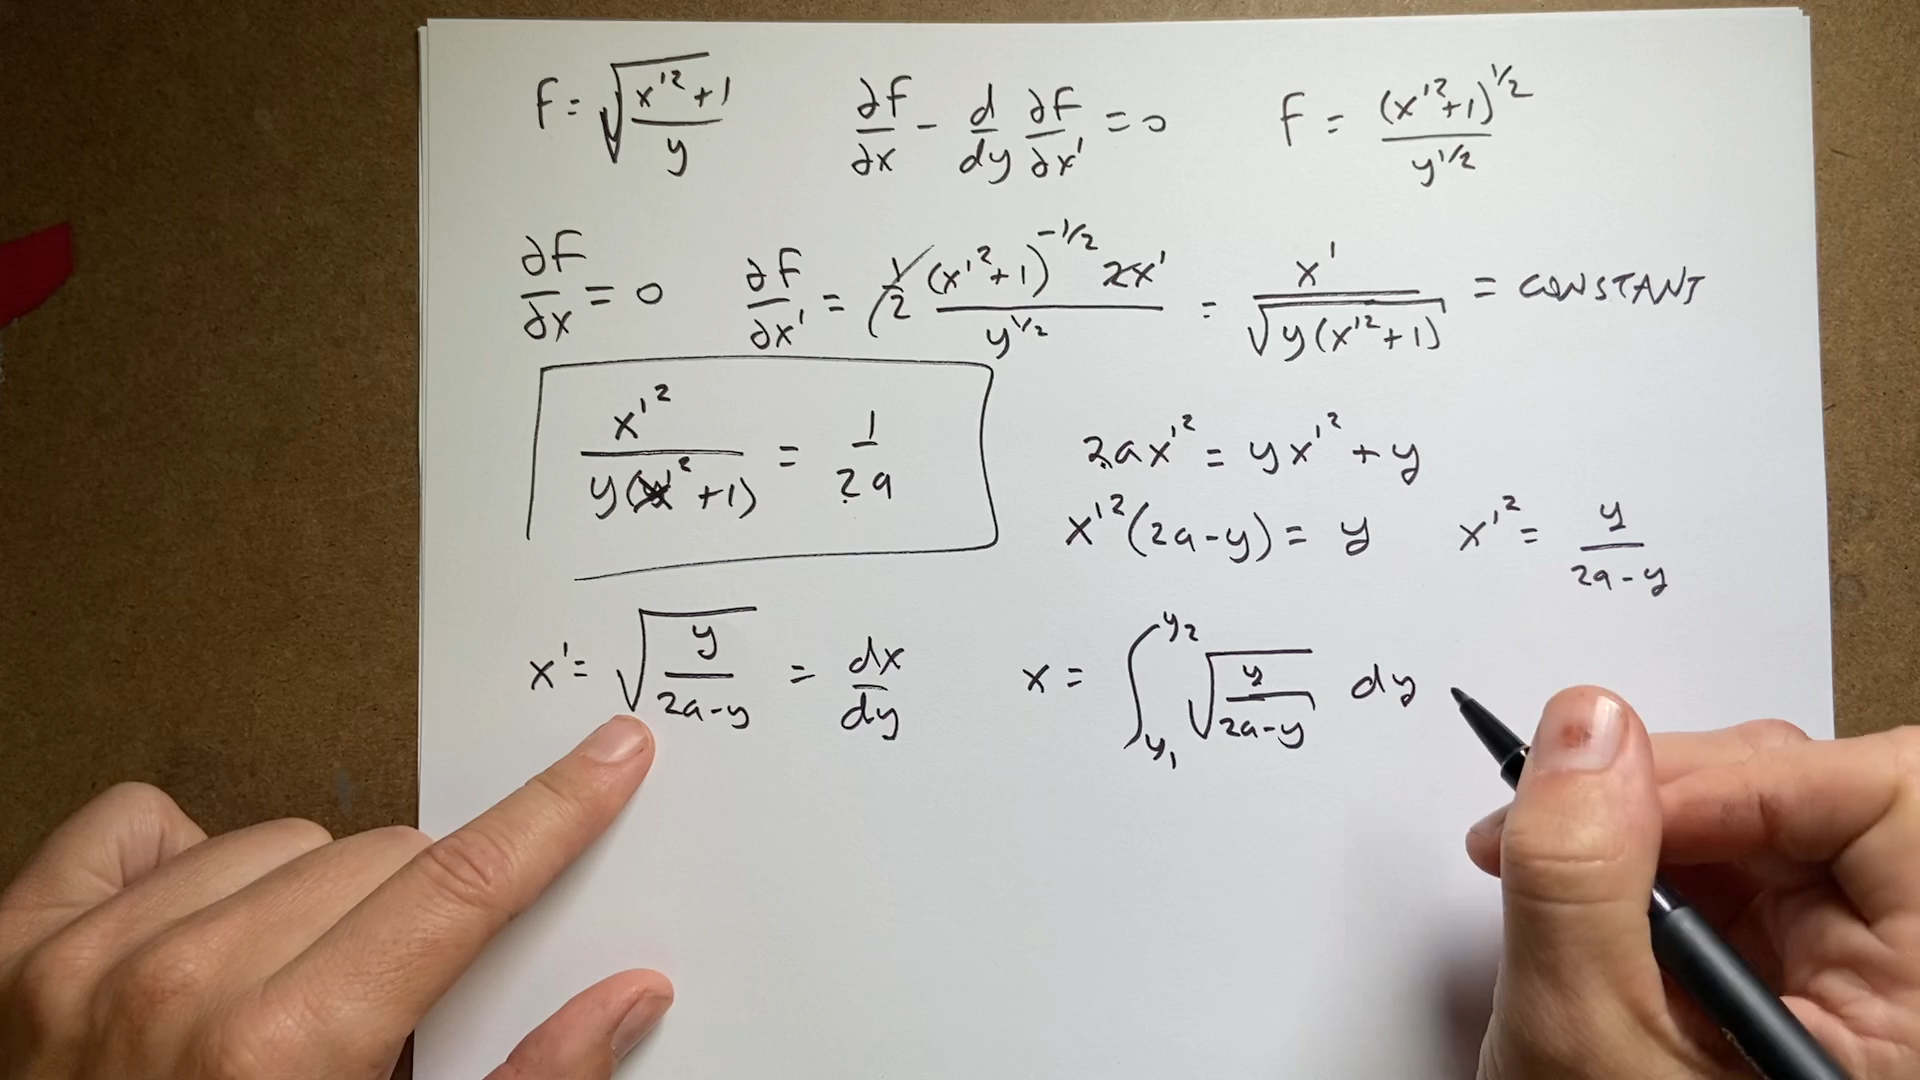 F = √((x'²+1)/y)   ∂F/∂x - d/dy ∂F/∂x' = 0   F = (x'²+1)^(1/2) / y^(1/2)
∂F/∂x = 0   ∂F/∂x' = (1/2 (x'²+1)^(-1/2) 2x' / y^(1/2) = x' / √(y(x'²+1)) = CONSTANT
x'² / y(x'²+1) = 1/2a
2ax'² = yx'² + y
x'²(2a-y) = y   x'² = y/(2a-y)
x' = √(y/(2a-y)) = dx/dy   x = ∫_(y₁)^(y₂) √(y/(2a-y)) dy